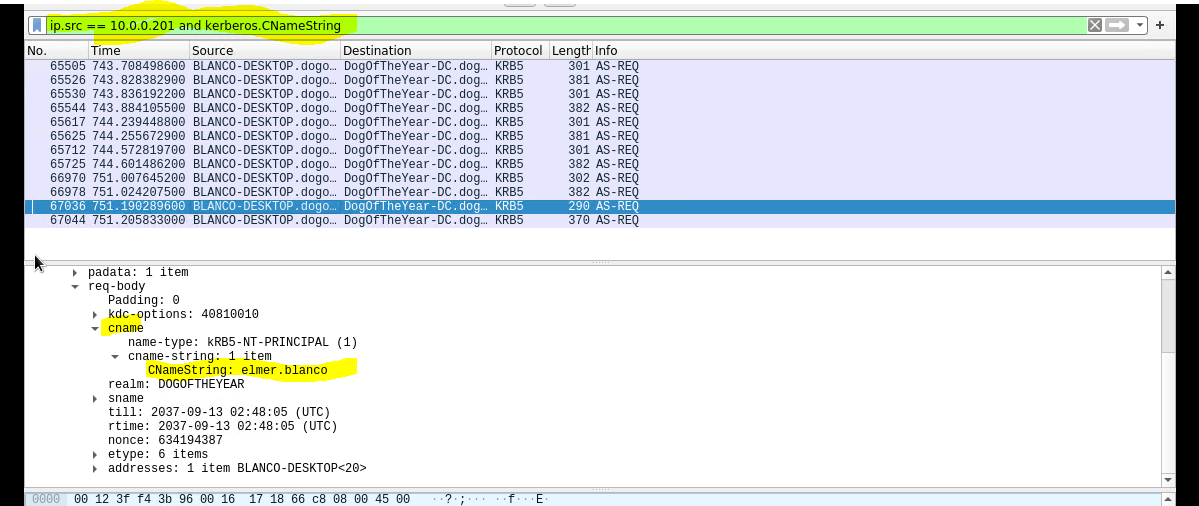 ip.src == 10.0.0.201 and kerberos.CNameString
No. Time Source Destination Protocol Length Info
65505 743.708498600 BLANCO-DESKTOP.dogo… DogOfTheYear-DC.dog… KRB5 301 AS-REQ
65526 743.828382900 BLANCO-DESKTOP.dogo… DogOfTheYear-DC.dog… KRB5 381 AS-REQ
65530 743.836192200 BLANCO-DESKTOP.dogo… DogOfTheYear-DC.dog… KRB5 301 AS-REQ
65544 743.884105500 BLANCO-DESKTOP.dogo… DogOfTheYear-DC.dog… KRB5 382 AS-REQ
65617 744.239448800 BLANCO-DESKTOP.dogo… DogOfTheYear-DC.dog… KRB5 301 AS-REQ
65625 744.255672900 BLANCO-DESKTOP.dogo… DogOfTheYear-DC.dog… KRB5 381 AS-REQ
65712 744.572819700 BLANCO-DESKTOP.dogo… DogOfTheYear-DC.dog… KRB5 301 AS-REQ
65725 744.601486200 BLANCO-DESKTOP.dogo… DogOfTheYear-DC.dog… KRB5 382 AS-REQ
66970 751.007645200 BLANCO-DESKTOP.dogo… DogOfTheYear-DC.dog… KRB5 302 AS-REQ
66978 751.024207500 BLANCO-DESKTOP.dogo… DogOfTheYear-DC.dog… KRB5 382 AS-REQ
67036 751.190289600 BLANCO-DESKTOP.dogo… DogOfTheYear-DC.dog… KRB5 290 AS-REQ
67044 751.205833000 BLANCO-DESKTOP.dogo… DogOfTheYear-DC.dog… KRB5 370 AS-REQ
padata: 1 item
req-body
Padding: 0
kdc-options: 40810010
cname
name-type: kRB5-NT-PRINCIPAL (1)
cname-string: 1 item
CNameString: elmer.blanco
realm: DOGOFTHEYEAR
sname
till: 2037-09-13 02:48:05 (UTC)
rtime: 2037-09-13 02:48:05 (UTC)
nonce: 634194387
etype: 6 items
addresses: 1 item BLANCO-DESKTOP<20>
0000 00 12 3f f4 3b 96 00 16 17 18 66 c8 08 00 45 00 ··?·;··· ··f···E·